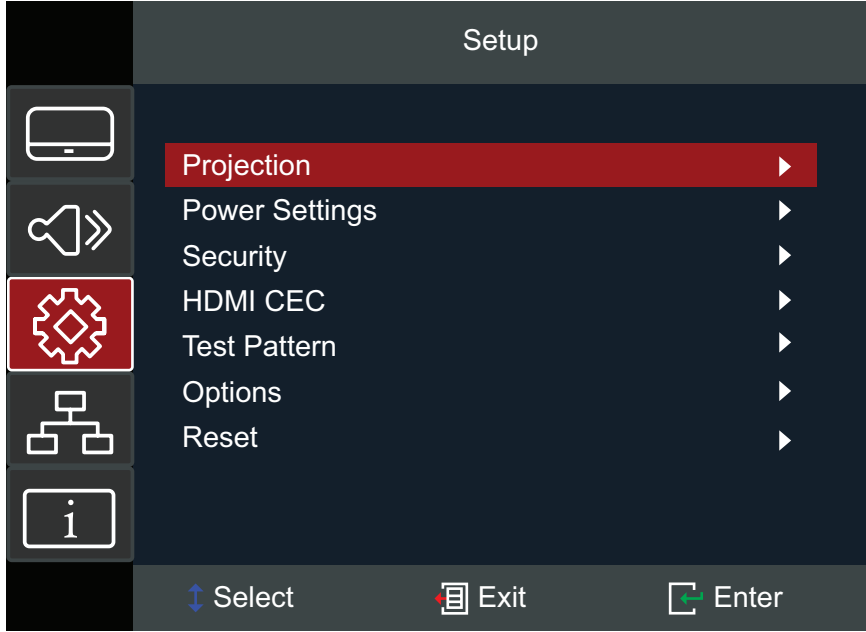 Setup
Projection
Power Settings
Security
HDMI CEC
Test Pattern
Options
Reset
i
Select Exit Enter